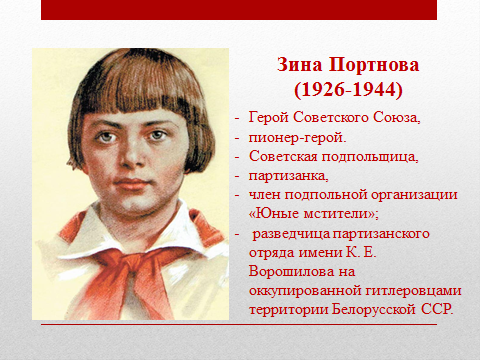 Зина Портнова
(1926-1944)
- Герой Советского Союза,
- пионер-герой.
- Советская подпольщица,
- партизанка,
- член подпольной организации
«Юные мстители»;
- разведчица партизанского
отряда имени К. Е.
Ворошилова на
оккупированной гитлеровцами
территории Белорусской ССР.